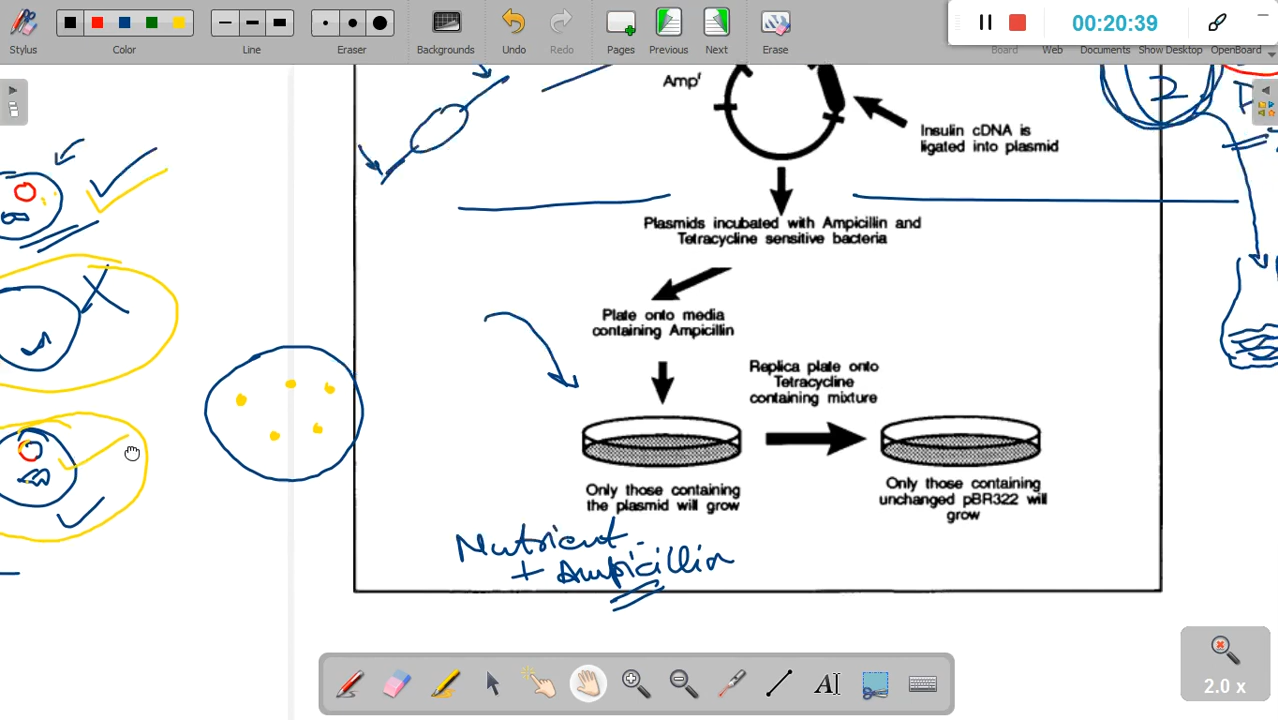 Stylus
Color
Line
Eraser
Backgrounds
Undo
Redo
Pages
Previous
Next
Erase
00:20:39
Board
Web
Documents
Show Desktop
OpenBoard
Ampʳ
Insulin cDNA is
ligated into plasmid
2
Plasmids incubated with Ampicillin and
Tetracycline sensitive bacteria
Plate onto media
containing Ampicillin
Replica plate onto
Tetracycline
containing mixture
Only those containing
the plasmid will grow
Only those containing
unchanged pBR322 will
grow
Nutrient
+ Ampicillin
2.0 x